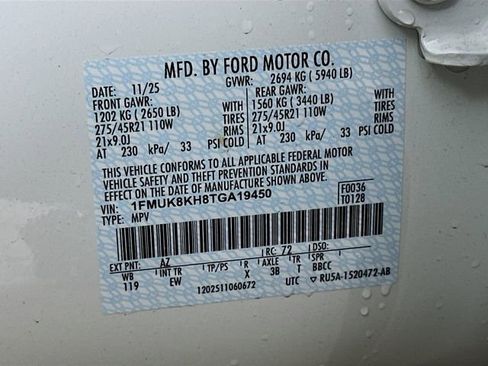 MFD. BY FORD MOTOR CO.
DATE: 11/25
GVWR: 2694 KG ( 5940 LB)
FRONT GAWR:
1202 KG ( 2650 LB) WITH
275/45R21 110W TIRES
21x9.0J RIMS
AT 230 kPa/ 33 PSI COLD
REAR GAWR:
1560 KG ( 3440 LB) WITH
275/45R21 110W TIRES
21x9.0J RIMS
AT 230 kPa/ 33 PSI COLD
THIS VEHICLE CONFORMS TO ALL APPLICABLE FEDERAL MOTOR
VEHICLE SAFETY AND THEFT PREVENTION STANDARDS IN
EFFECT ON THE DATE OF MANUFACTURE SHOWN ABOVE.
VIN: 1FMUK8KH8TGA19450
TYPE: MPV
F0036
T0128
EXT PNT: AZ RC: 72 DSO:
WB INT TR TP/PS R AXLE TR SPR
119 EW X 3B T BBCC
1202511060672
UTC RU5A-1520472-AB